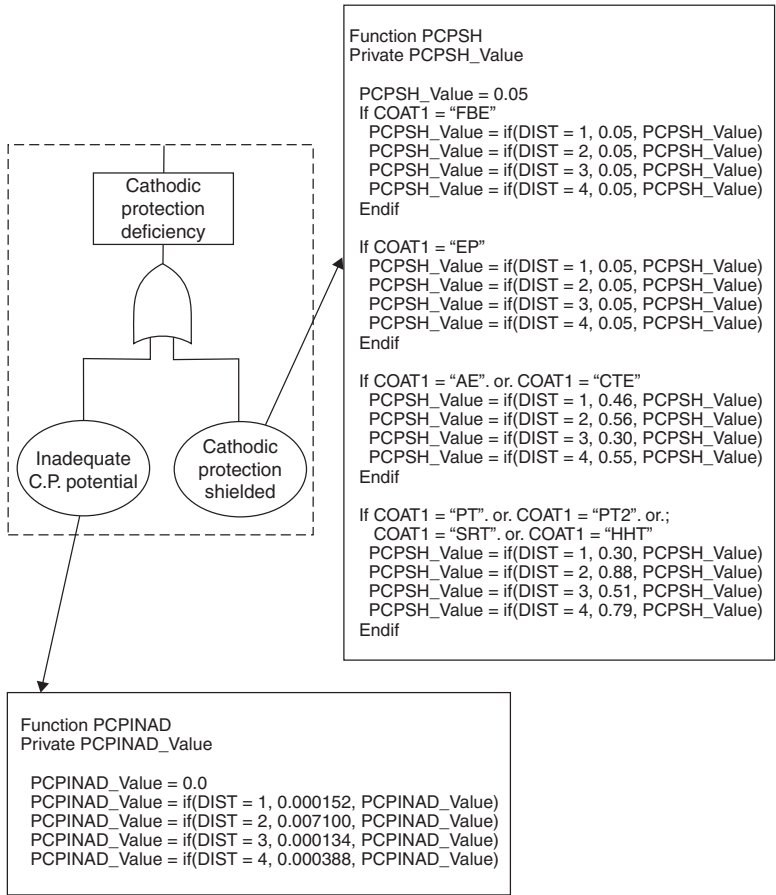 Cathodic
protection
deficiency
Inadequate
C.P. potential
Cathodic
protection
shielded
Function PCPSH
Private PCPSH_Value
PCPSH_Value = 0.05
If COAT1 = “FBE”
PCPSH_Value = if(DIST = 1, 0.05, PCPSH_Value)
PCPSH_Value = if(DIST = 2, 0.05, PCPSH_Value)
PCPSH_Value = if(DIST = 3, 0.05, PCPSH_Value)
PCPSH_Value = if(DIST = 4, 0.05, PCPSH_Value)
Endif
If COAT1 = “EP”
PCPSH_Value = if(DIST = 1, 0.05, PCPSH_Value)
PCPSH_Value = if(DIST = 2, 0.05, PCPSH_Value)
PCPSH_Value = if(DIST = 3, 0.05, PCPSH_Value)
PCPSH_Value = if(DIST = 4, 0.05, PCPSH_Value)
Endif
If COAT1 = “AE”. or. COAT1 = “CTE”
PCPSH_Value = if(DIST = 1, 0.46, PCPSH_Value)
PCPSH_Value = if(DIST = 2, 0.56, PCPSH_Value)
PCPSH_Value = if(DIST = 3, 0.30, PCPSH_Value)
PCPSH_Value = if(DIST = 4, 0.55, PCPSH_Value)
Endif
If COAT1 = “PT”. or. COAT1 = “PT2”. or.;
COAT1 = “SRT”. or. COAT1 = “HHT”
PCPSH_Value = if(DIST = 1, 0.30, PCPSH_Value)
PCPSH_Value = if(DIST = 2, 0.88, PCPSH_Value)
PCPSH_Value = if(DIST = 3, 0.51, PCPSH_Value)
PCPSH_Value = if(DIST = 4, 0.79, PCPSH_Value)
Endif
Function PCPINAD
Private PCPINAD_Value
PCPINAD_Value = 0.0
PCPINAD_Value = if(DIST = 1, 0.000152, PCPINAD_Value)
PCPINAD_Value = if(DIST = 2, 0.007100, PCPINAD_Value)
PCPINAD_Value = if(DIST = 3, 0.000134, PCPINAD_Value)
PCPINAD_Value = if(DIST = 4, 0.000388, PCPINAD_Value)